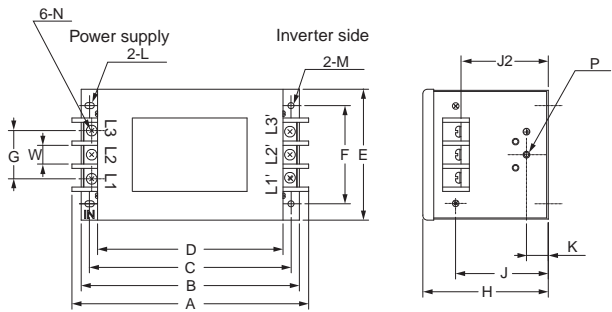 6-N
Power supply
2-L
Inverter side
2-M
J2
P
L3
L2
L1
L3'
L2'
L1'
G
W
F
E
IN
D
C
B
A
K
J
H